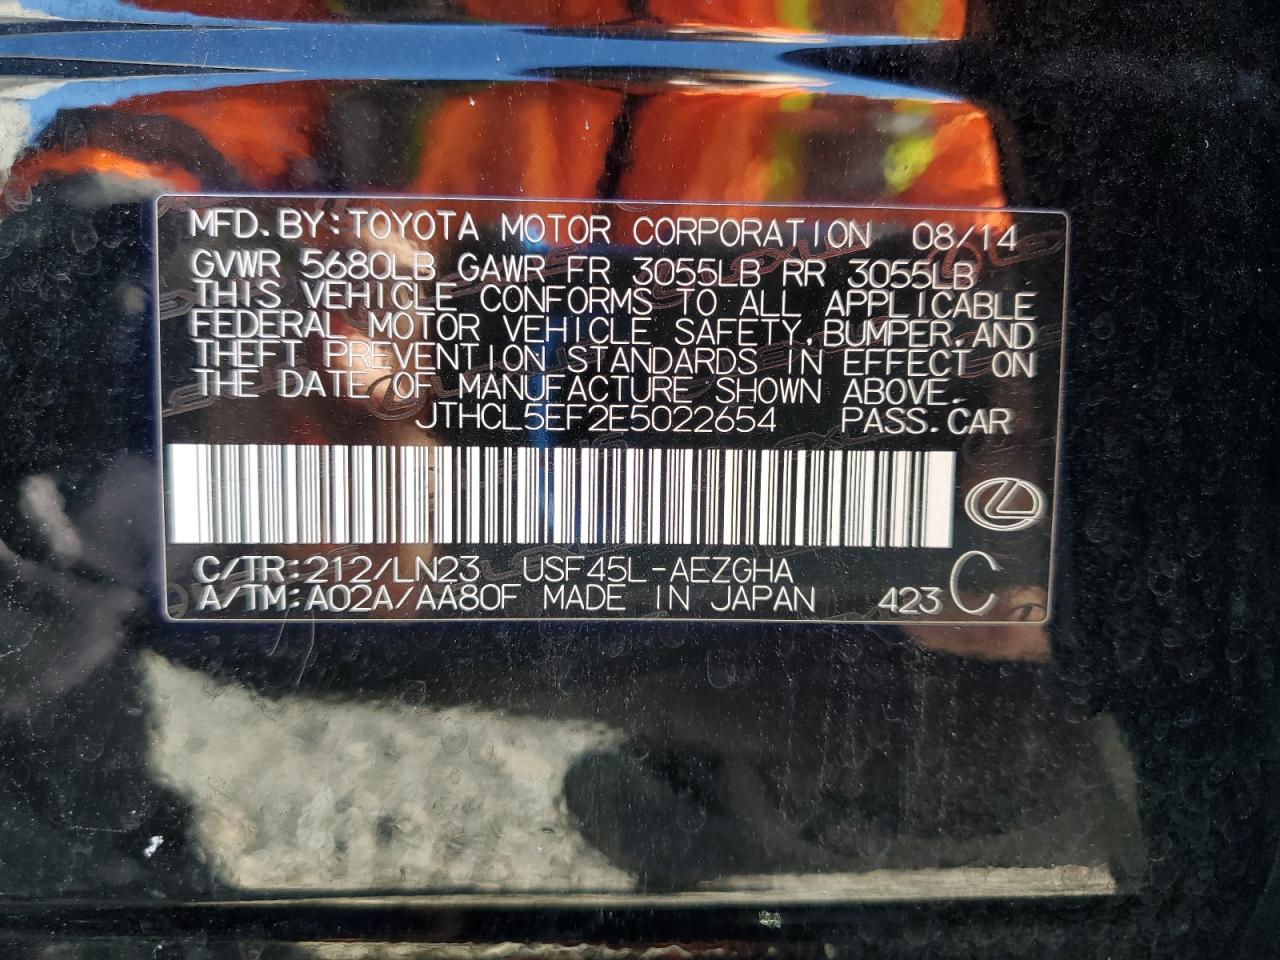 MFD. BY: TOYOTA MOTOR CORPORATION 08/14
GVWR 5680LB GAWR FR 3055LB RR 3055LB
THIS VEHICLE CONFORMS TO ALL APPLICABLE
FEDERAL MOTOR VEHICLE SAFETY, BUMPER, AND
THEFT PREVENTION STANDARDS IN EFFECT ON
THE DATE OF MANUFACTURE SHOWN ABOVE.
JTHCL5EF2E5022654 PASS. CAR
C/TR: 212/LN23 USF45L-AEZGHA
A/TM: A02A/AA80F MADE IN JAPAN 423 C